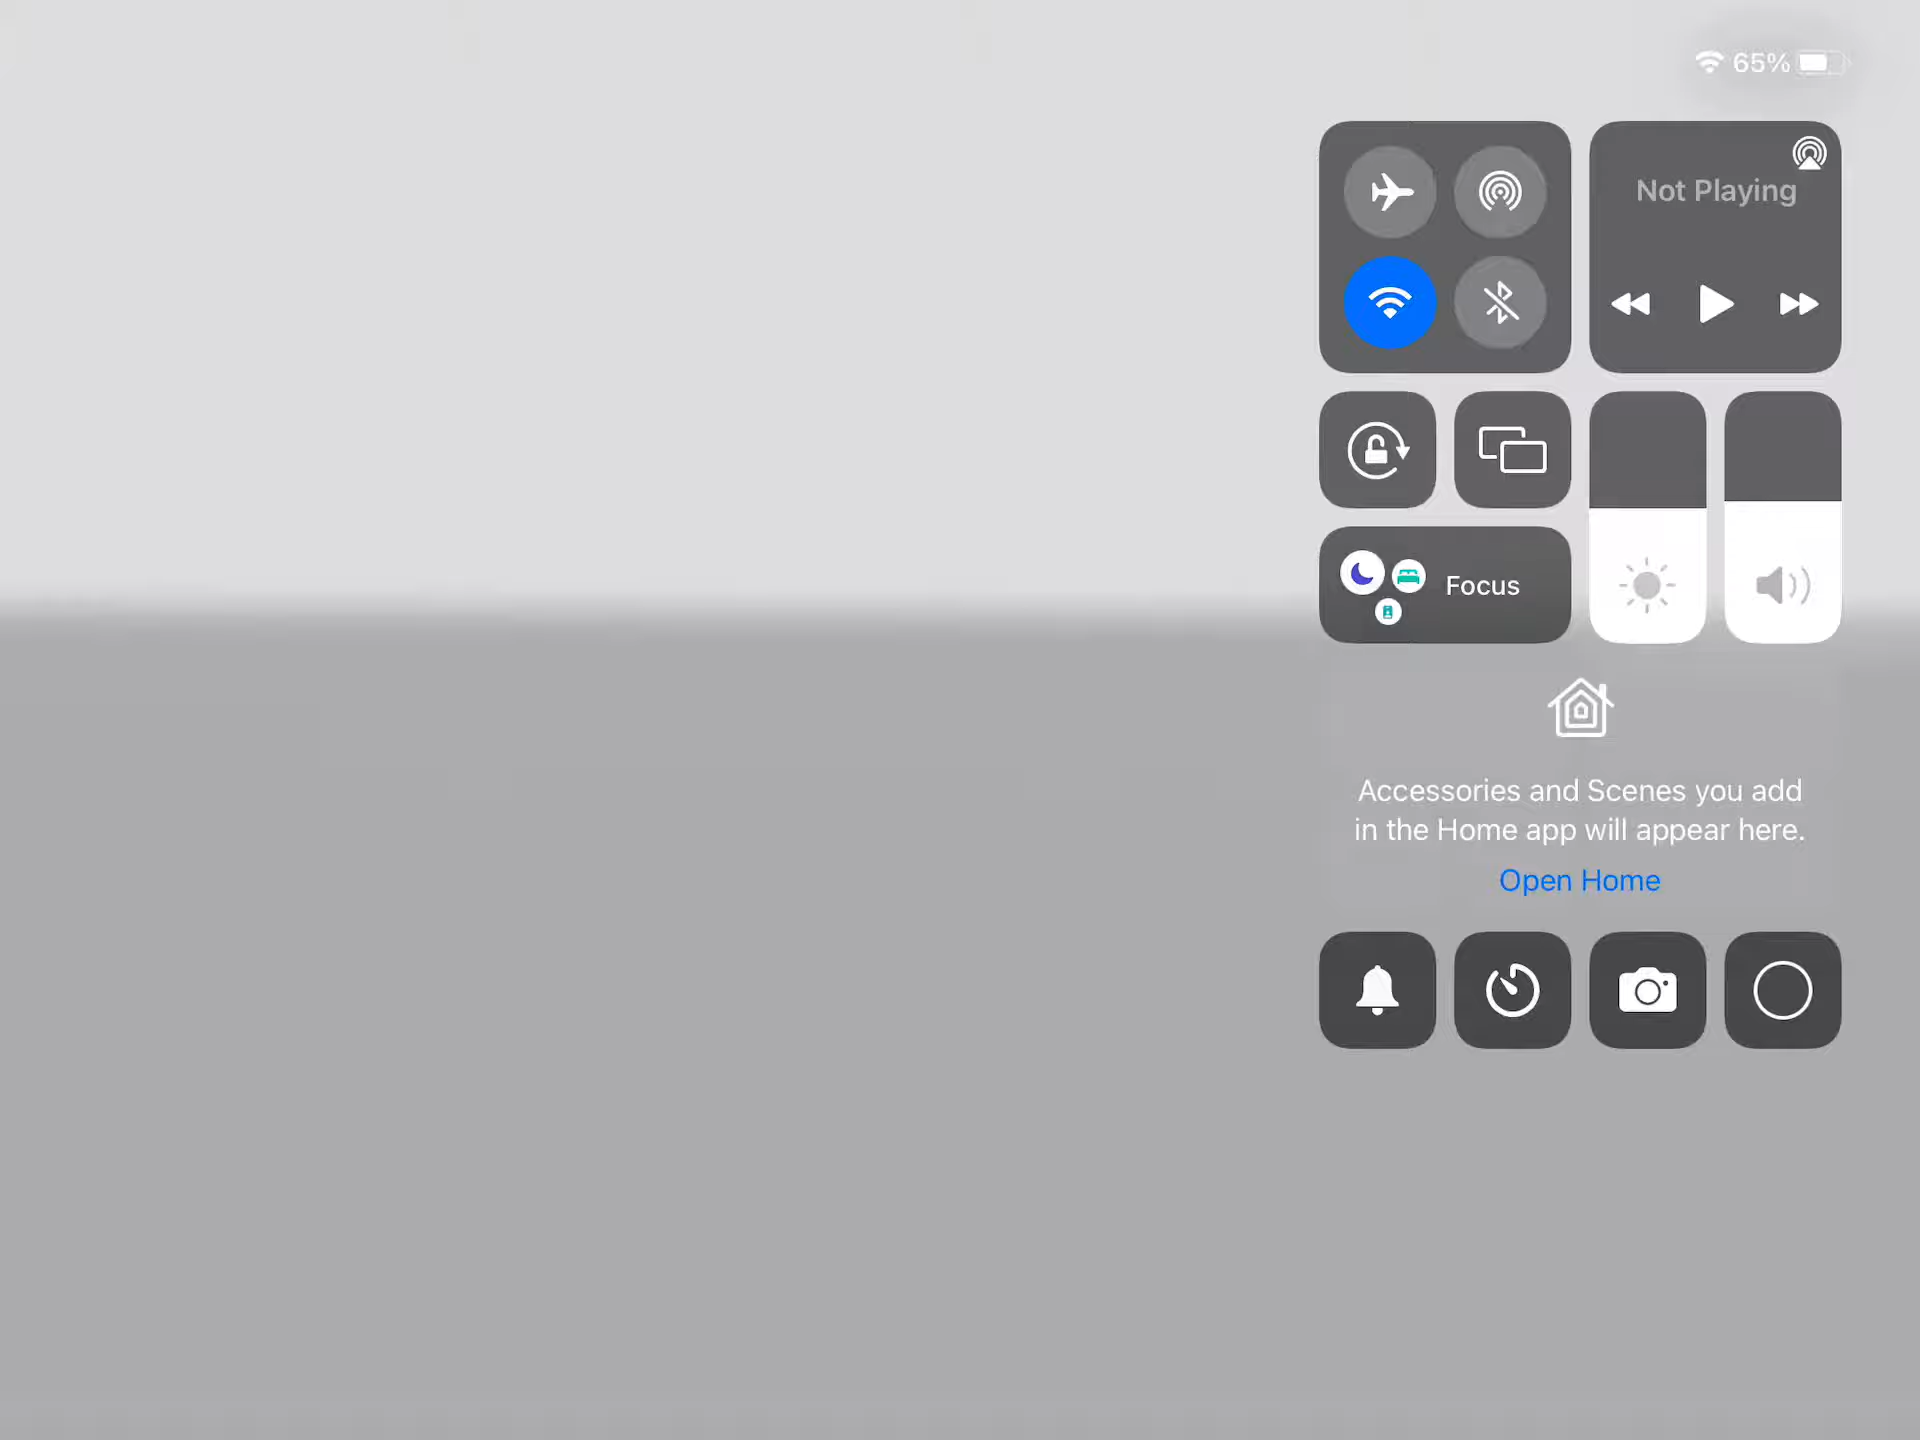 65%
Not Playing
Focus
Accessories and Scenes you add
in the Home app will appear here.
Open Home